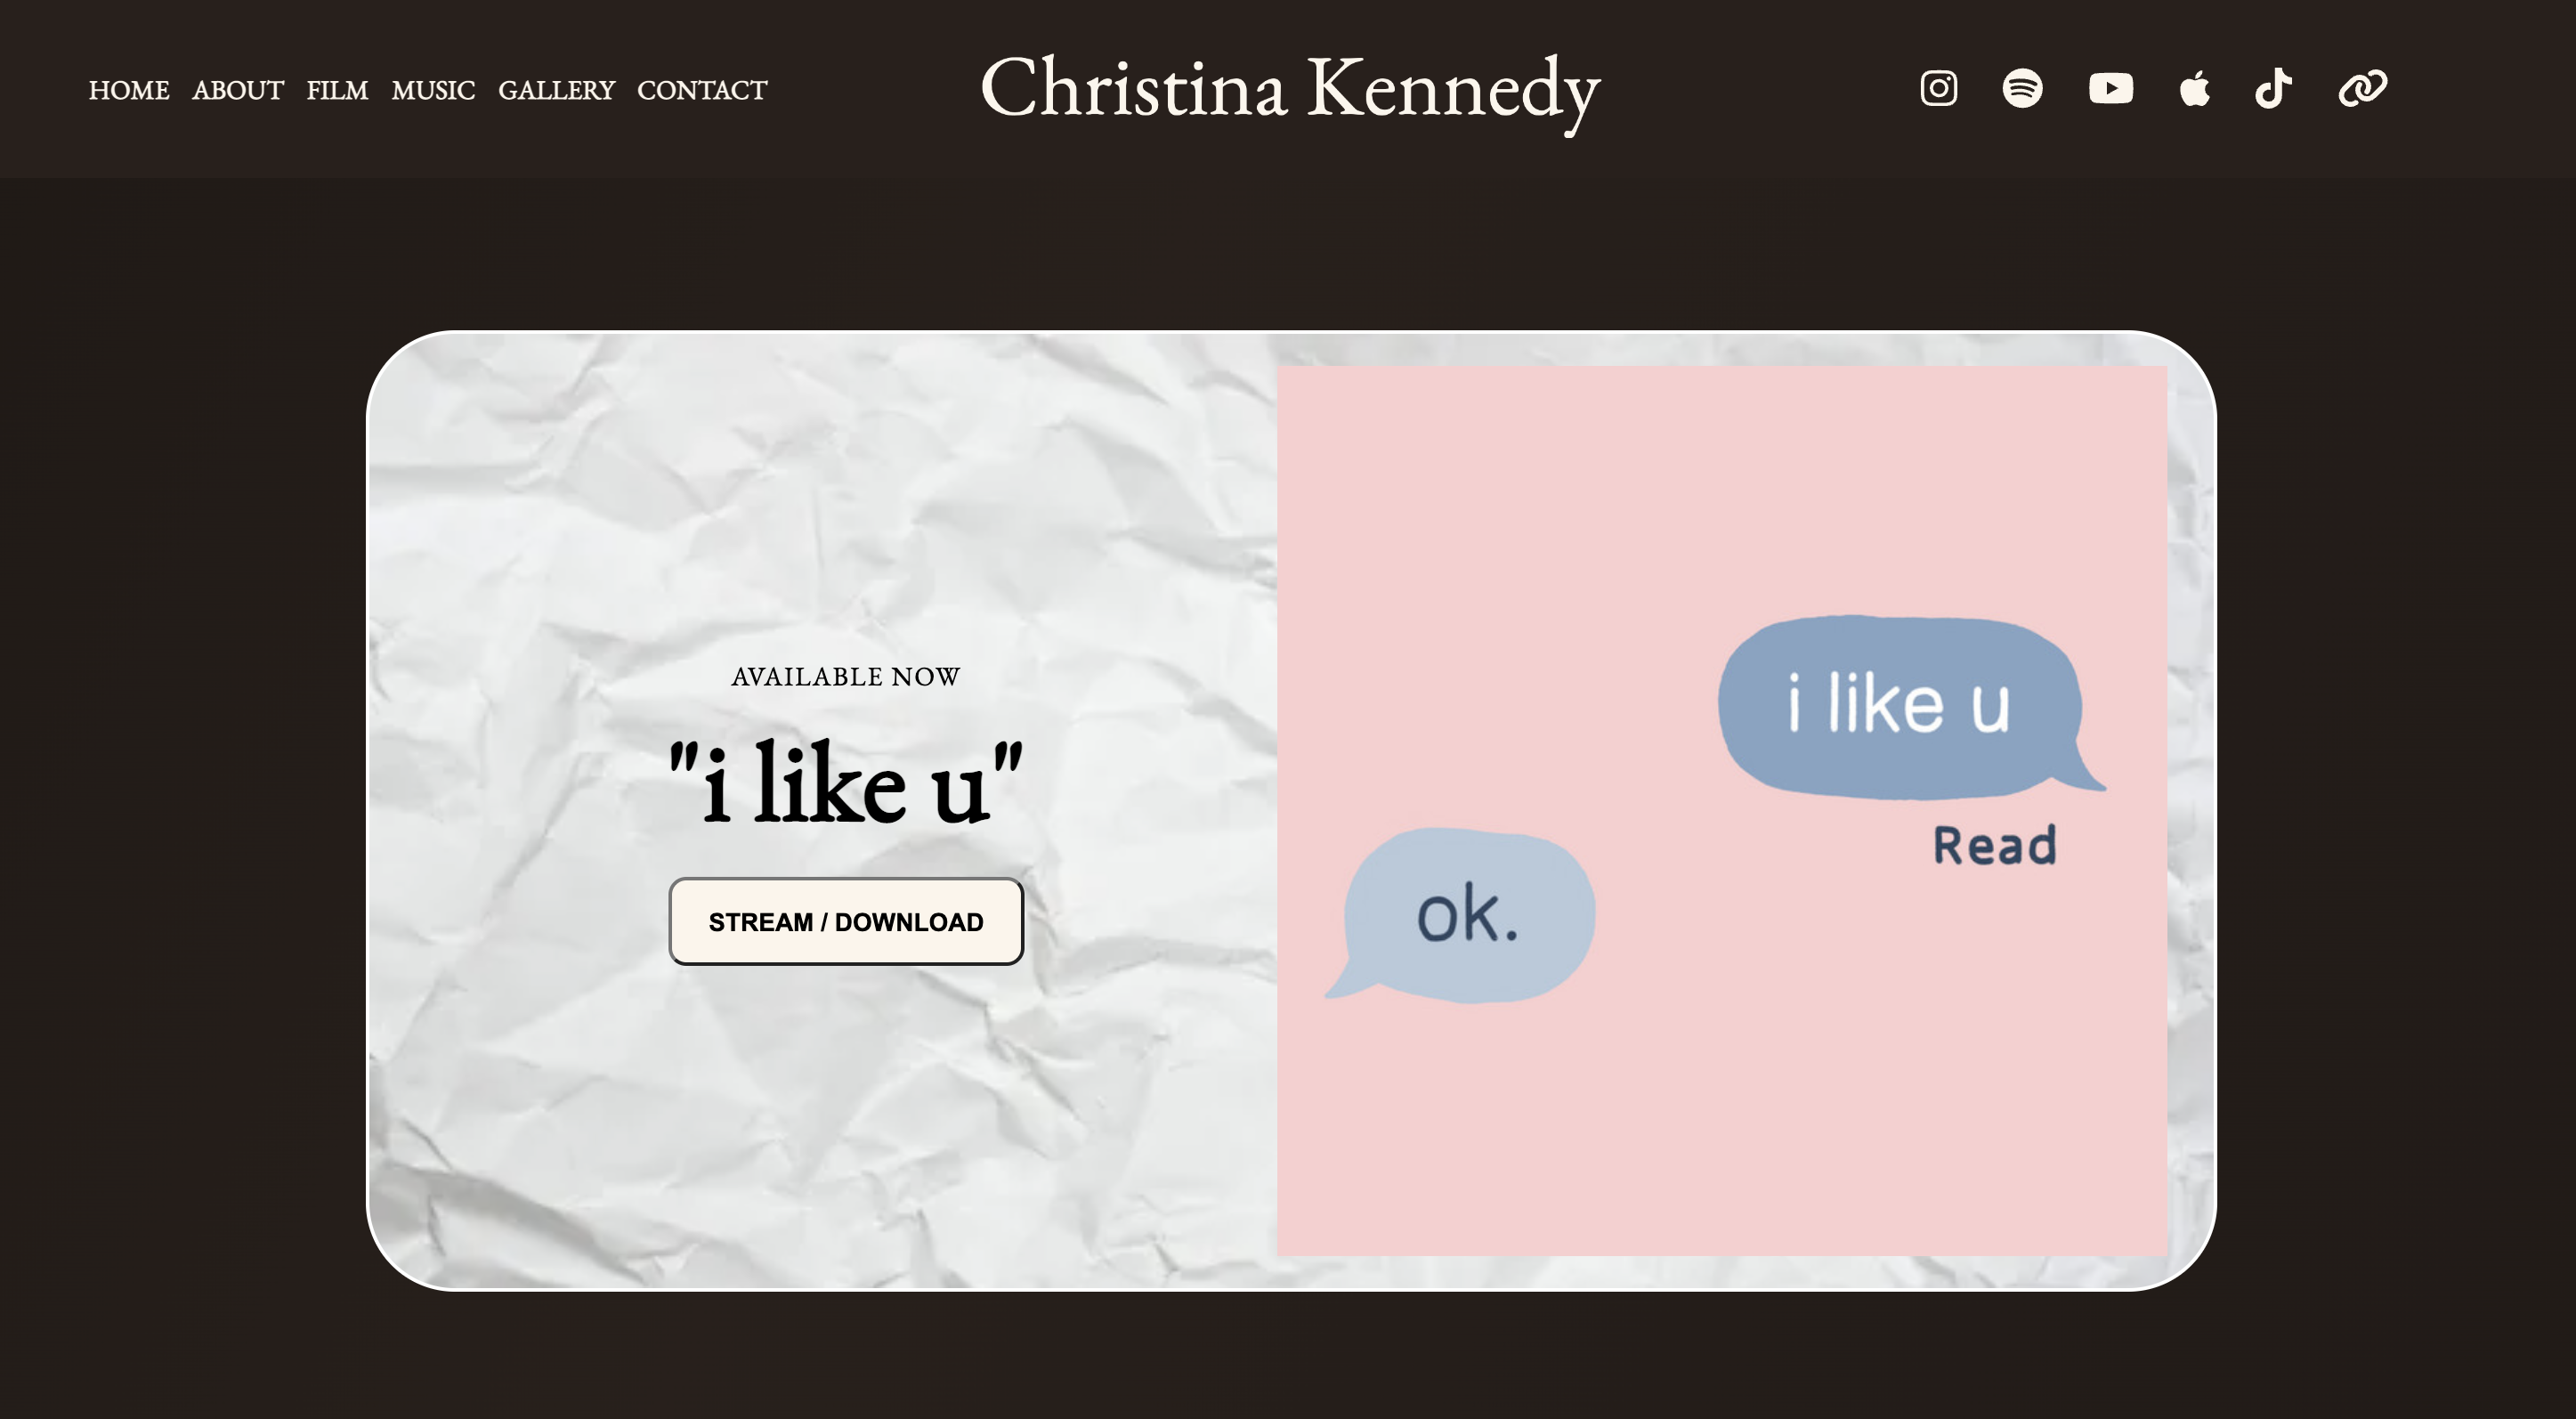 HOME ABOUT FILM MUSIC GALLERY CONTACT
Christina Kennedy
AVAILABLE NOW
"i like u"
STREAM / DOWNLOAD
i like u
Read
ok.